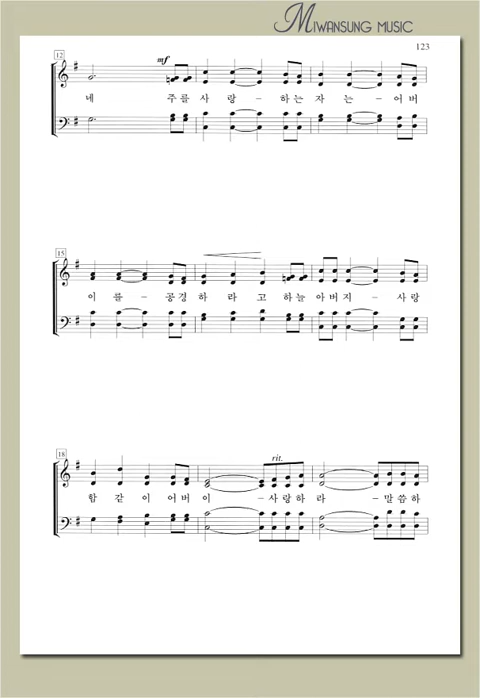 MIWANSUNG MUSIC
123
12
mf
네 주를 사 랑 - 하는 자 는 - 어 버
15
이 를 - 공경 하 라 고 하늘 아버지 - 사랑
18
rit.
함 같 이 어버 이 - 사랑하 라 - 말씀하